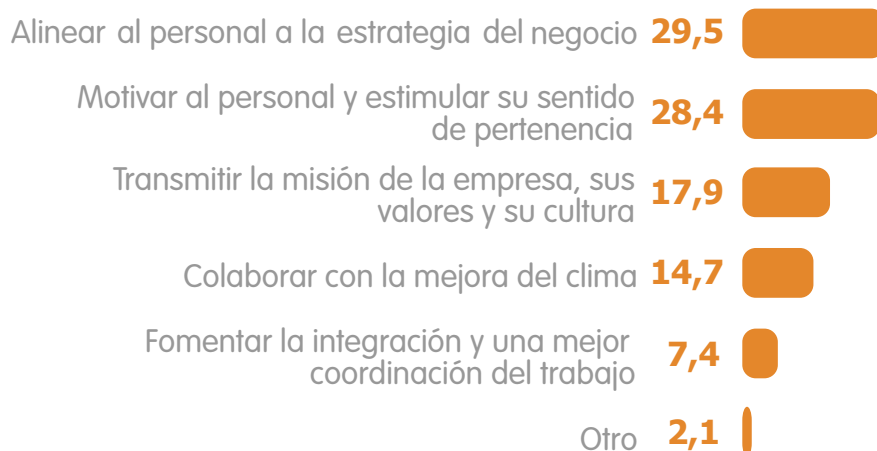 Alinear al personal a la estrategia del negocio 29,5
Motivar al personal y estimular su sentido
de pertenencia 28,4
Transmitir la misión de la empresa, sus
valores y su cultura 17,9
Colaborar con la mejora del clima 14,7
Fomentar la integración y una mejor
coordinación del trabajo 7,4
Otro 2,1